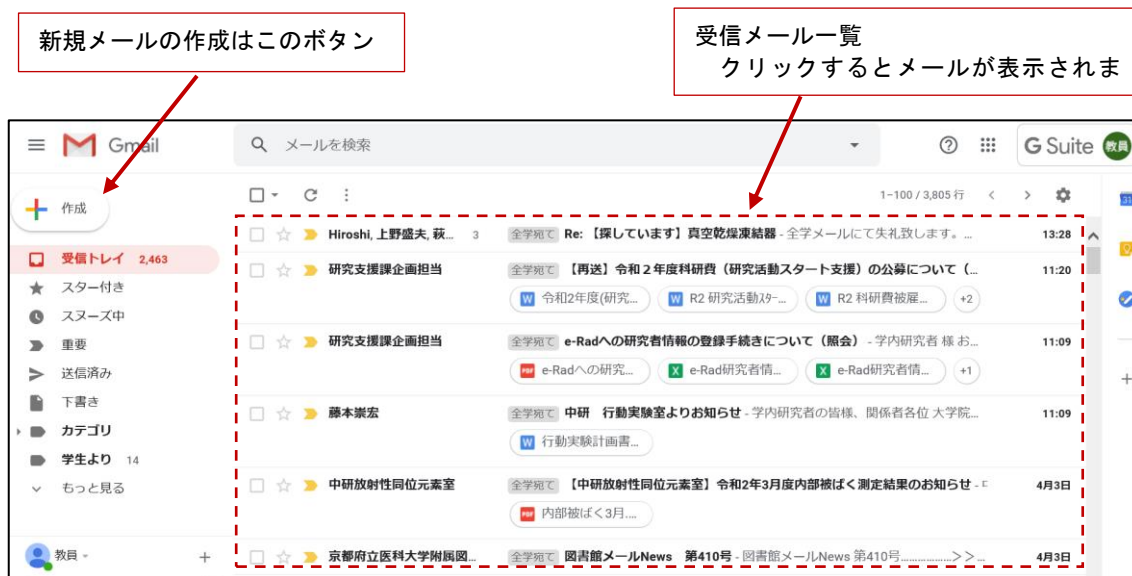 新規メールの作成はこのボタン
受信メール一覧
クリックするとメールが表示されま
Gmail
メールを検索
G Suite 教員
作成
1-100 / 3,805 行
受信トレイ 2,463
スター付き
スヌーズ中
重要
送信済み
下書き
カテゴリ
学生より 14
もっと見る
教員
Hiroshi, 上野盛夫, 萩... 3 全学宛て Re: 【探しています】真空乾燥凍結器 - 全学メールにて失礼致します。... 13:28
研究支援課企画担当 全学宛て 【再送】令和２年度科研費（研究活動スタート支援）の公募について（... 11:20
W 令和2年度(研究... W R2 研究活動ｽﾀｰ... W R2 科研費被雇... +2
研究支援課企画担当 全学宛て e-Radへの研究者情報の登録手続きについて（照会） - 学内研究者 様 お... 11:09
PDF e-Radへの研究... X e-Rad研究者情... X e-Rad研究者情... +1
藤本崇宏 全学宛て 中研　行動実験室よりお知らせ - 学内研究者の皆様、関係者各位 大学院... 11:09
W 行動実験計画書...
中研放射性同位元素室 全学宛て 【中研放射性同位元素室】令和2年3月度内部被ばく測定結果のお知らせ - 4月3日
PDF 内部被ばく3月....
京都府立医科大学附属図... 全学宛て 図書館メールNews　第410号 - 図書館メールNews 第410号..................>>... 4月3日
31